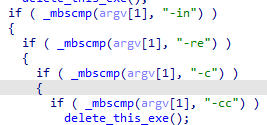 delete_this_exe();
if ( _mbscmp(argv[1], "-in") )
{
if ( _mbscmp(argv[1], "-re") )
{
if ( _mbscmp(argv[1], "-c") )
{
if ( _mbscmp(argv[1], "-cc") )
delete_this_exe();